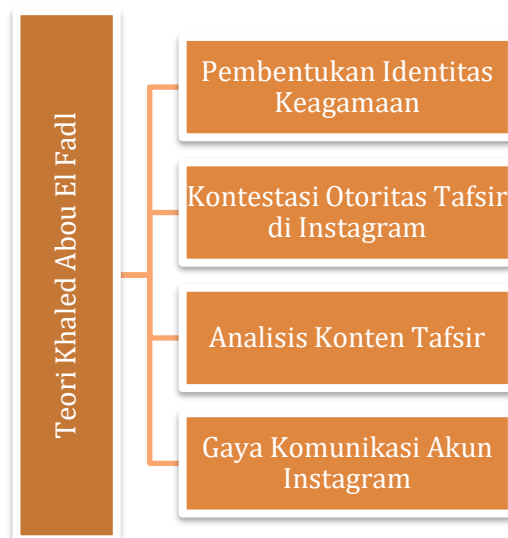 Teori Khaled Abou El Fadl
Pembentukan Identitas
Keagamaan
Kontestasi Otoritas Tafsir
di Instagram
Analisis Konten Tafsir
Gaya Komunikasi Akun
Instagram